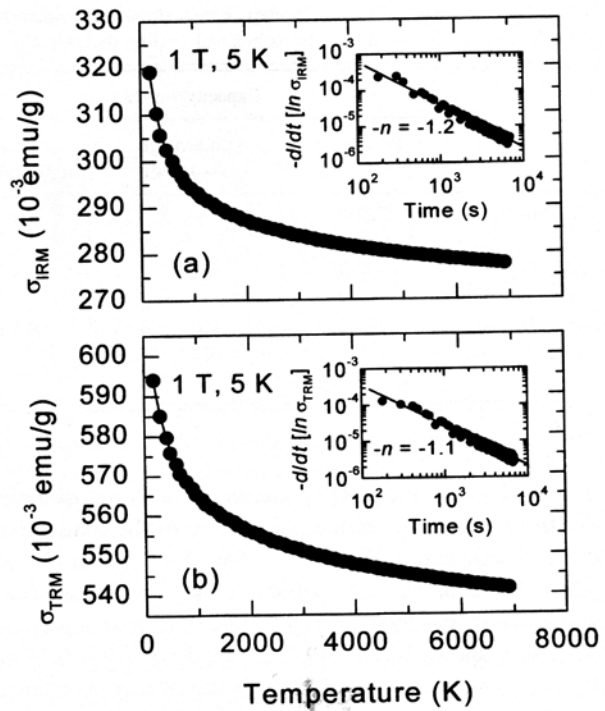 330
320
310
300
290
280
270
σIRM (10-3emu/g)
1 T, 5 K
(a)
10-3
10-4
10-5
10-6
-d/dt [ln σIRM]
-n = -1.2
102 103 104
Time (s)
600
590
580
570
560
550
540
σTRM (10-3 emu/g)
1 T, 5 K
(b)
10-3
10-4
10-5
10-6
-d/dt [ln σTRM]
-n = -1.1
102 103 104
Time (s)
0 2000 4000 6000 8000
Temperature (K)